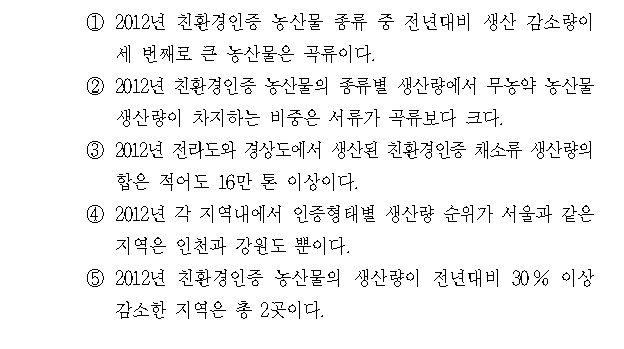 ① 2012년 친환경인증 농산물 종류 중 전년대비 생산 감소량이
세 번째로 큰 농산물은 곡류이다.
② 2012년 친환경인증 농산물의 종류별 생산량에서 무농약 농산물
생산량이 차지하는 비중은 서류가 곡류보다 크다.
③ 2012년 전라도와 경상도에서 생산된 친환경인증 채소류 생산량의
합은 적어도 16만 톤 이상이다.
④ 2012년 각 지역내에서 인증형태별 생산량 순위가 서울과 같은
지역은 인천과 강원도 뿐이다.
⑤ 2012년 친환경인증 농산물의 생산량이 전년대비 30% 이상
감소한 지역은 총 2곳이다.